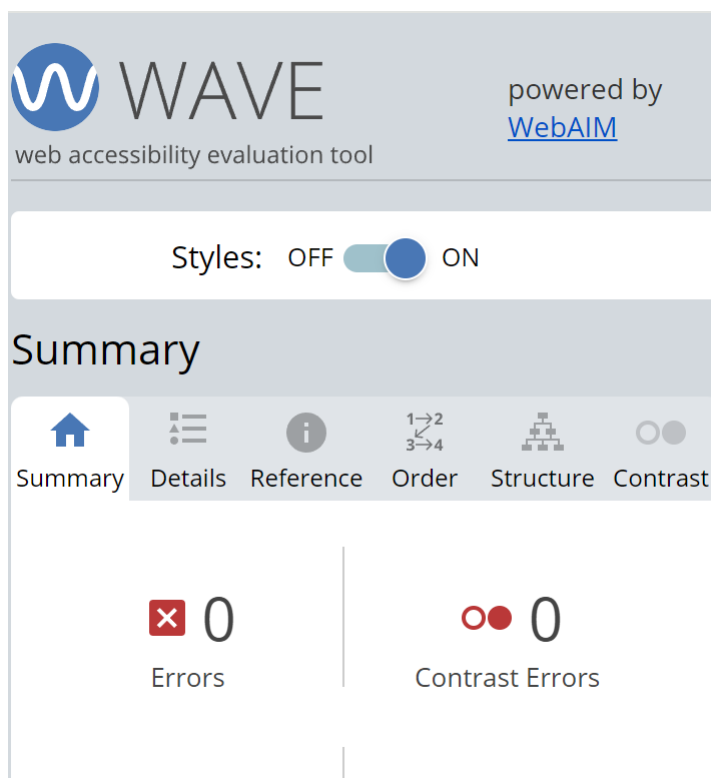 WAVE
powered by
WebAIM
web accessibility evaluation tool
Styles: OFF ON
Summary
1→2
3→4
Summary Details Reference Order Structure Contrast
0 0
Errors Contrast Errors